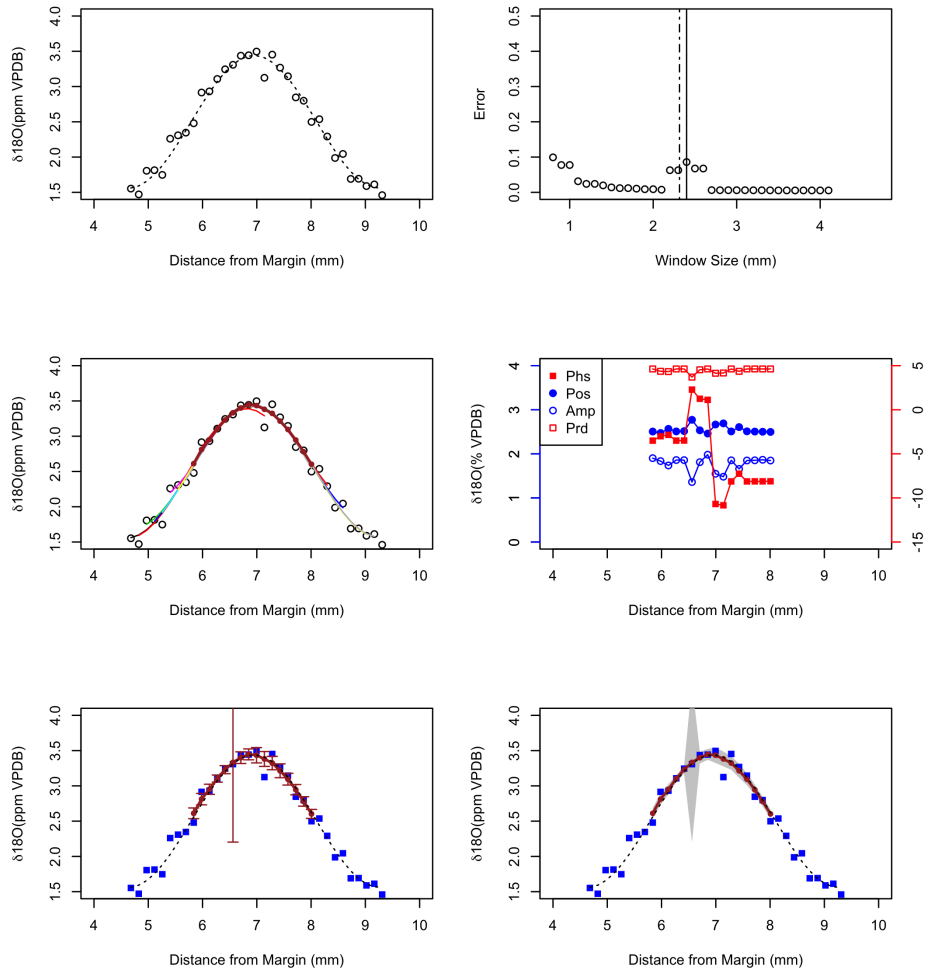 δ18O(ppm VPDB)
4.0
3.5
3.0
2.5
2.0
1.5
4 5 6 7 8 9 10
Distance from Margin (mm)
Error
0.5
0.4
0.3
0.2
0.1
0.0
1 2 3 4
Window Size (mm)
δ18O(ppm VPDB)
4.0
3.5
3.0
2.5
2.0
1.5
4 5 6 7 8 9 10
Distance from Margin (mm)
δ18O(% VPDB)
4
3
2
1
0
Phs
Pos
Amp
Prd
5
0
-5
-10
-15
4 5 6 7 8 9 10
Distance from Margin (mm)
δ18O(ppm VPDB)
4.0
3.5
3.0
2.5
2.0
1.5
4 5 6 7 8 9 10
Distance from Margin (mm)
δ18O(ppm VPDB)
4.0
3.5
3.0
2.5
2.0
1.5
4 5 6 7 8 9 10
Distance from Margin (mm)